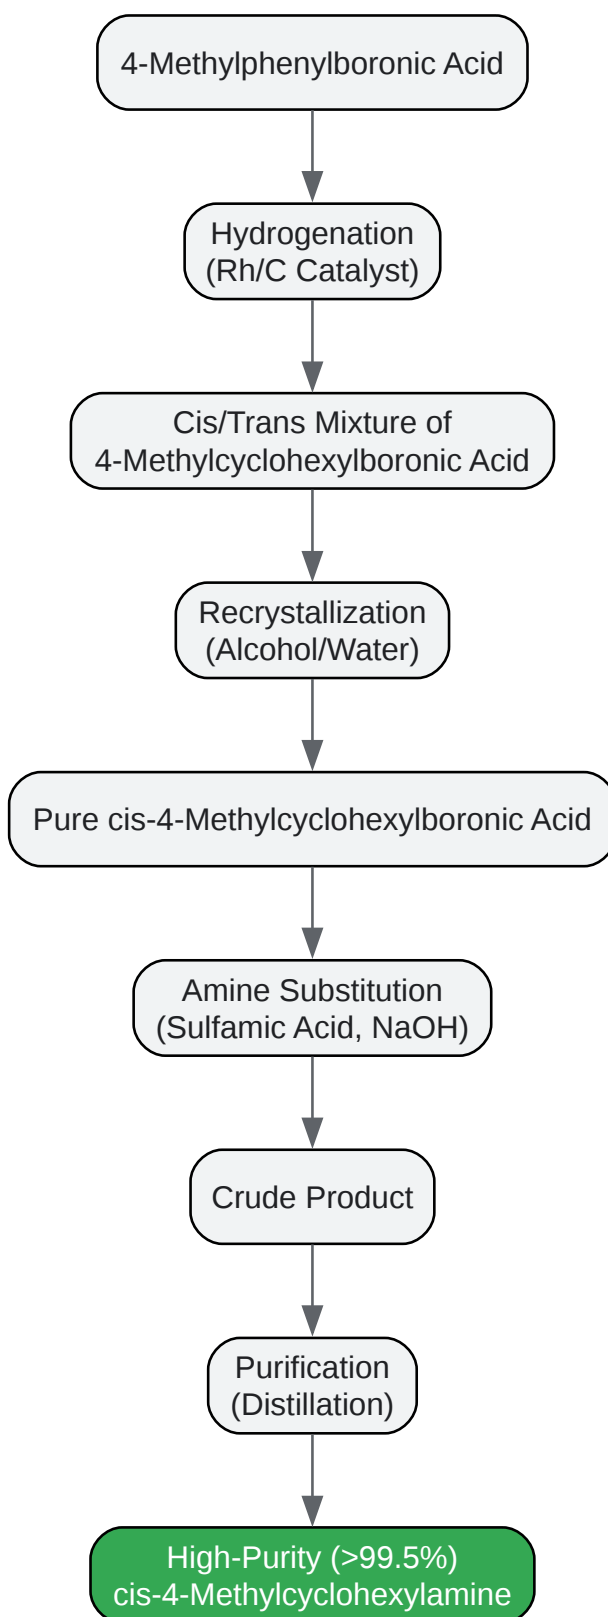 4-Methylphenylboronic Acid
Hydrogenation
(Rh/C Catalyst)
Cis/Trans Mixture of
4-Methylcyclohexylboronic Acid
Recrystallization
(Alcohol/Water)
Pure cis-4-Methylcyclohexylboronic Acid
Amine Substitution
(Sulfamic Acid, NaOH)
Crude Product
Purification
(Distillation)
High-Purity (>99.5%)
cis-4-Methylcyclohexylamine